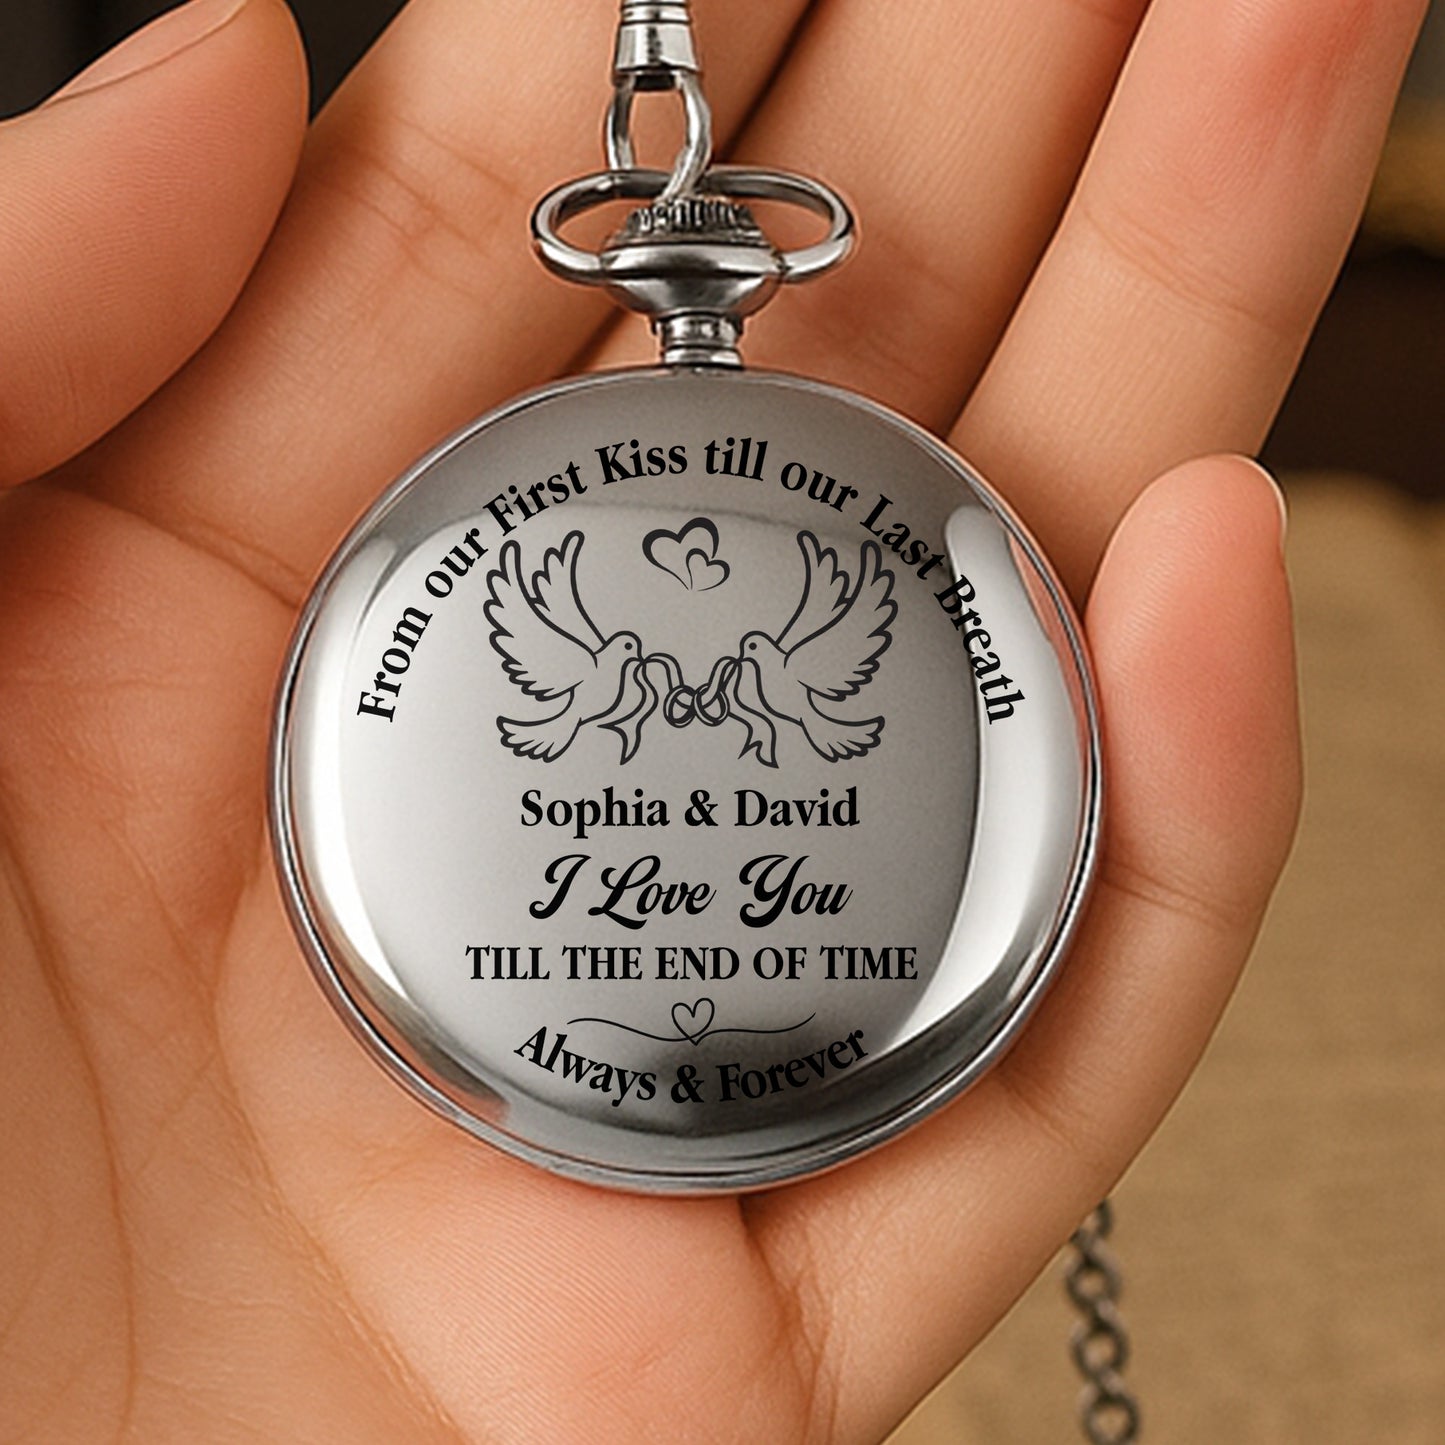 From our First Kiss till our Last Breath
Sophia & David
I Love You
TILL THE END OF TIME
Always & Forever